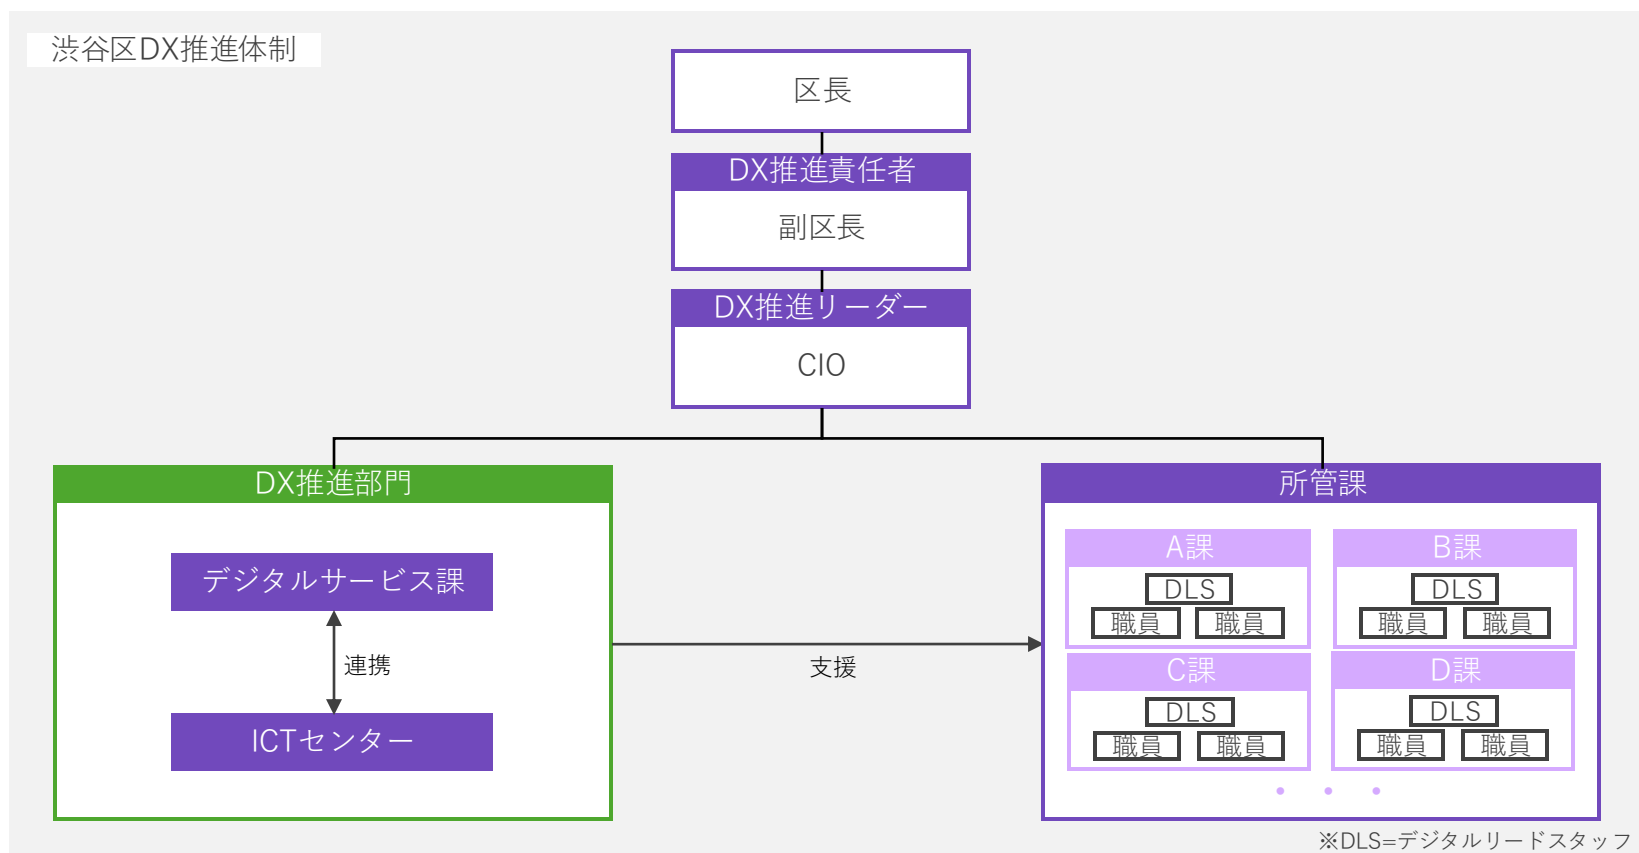 渋谷区DX推進体制
区長
DX推進責任者
副区長
DX推進リーダー
CIO
DX推進部門
デジタルサービス課
連携
ICTセンター
支援
所管課
A課
DLS
職員 職員
B課
DLS
職員 職員
C課
DLS
職員 職員
D課
DLS
職員 職員
・・・
※DLS=デジタルリードスタッフ